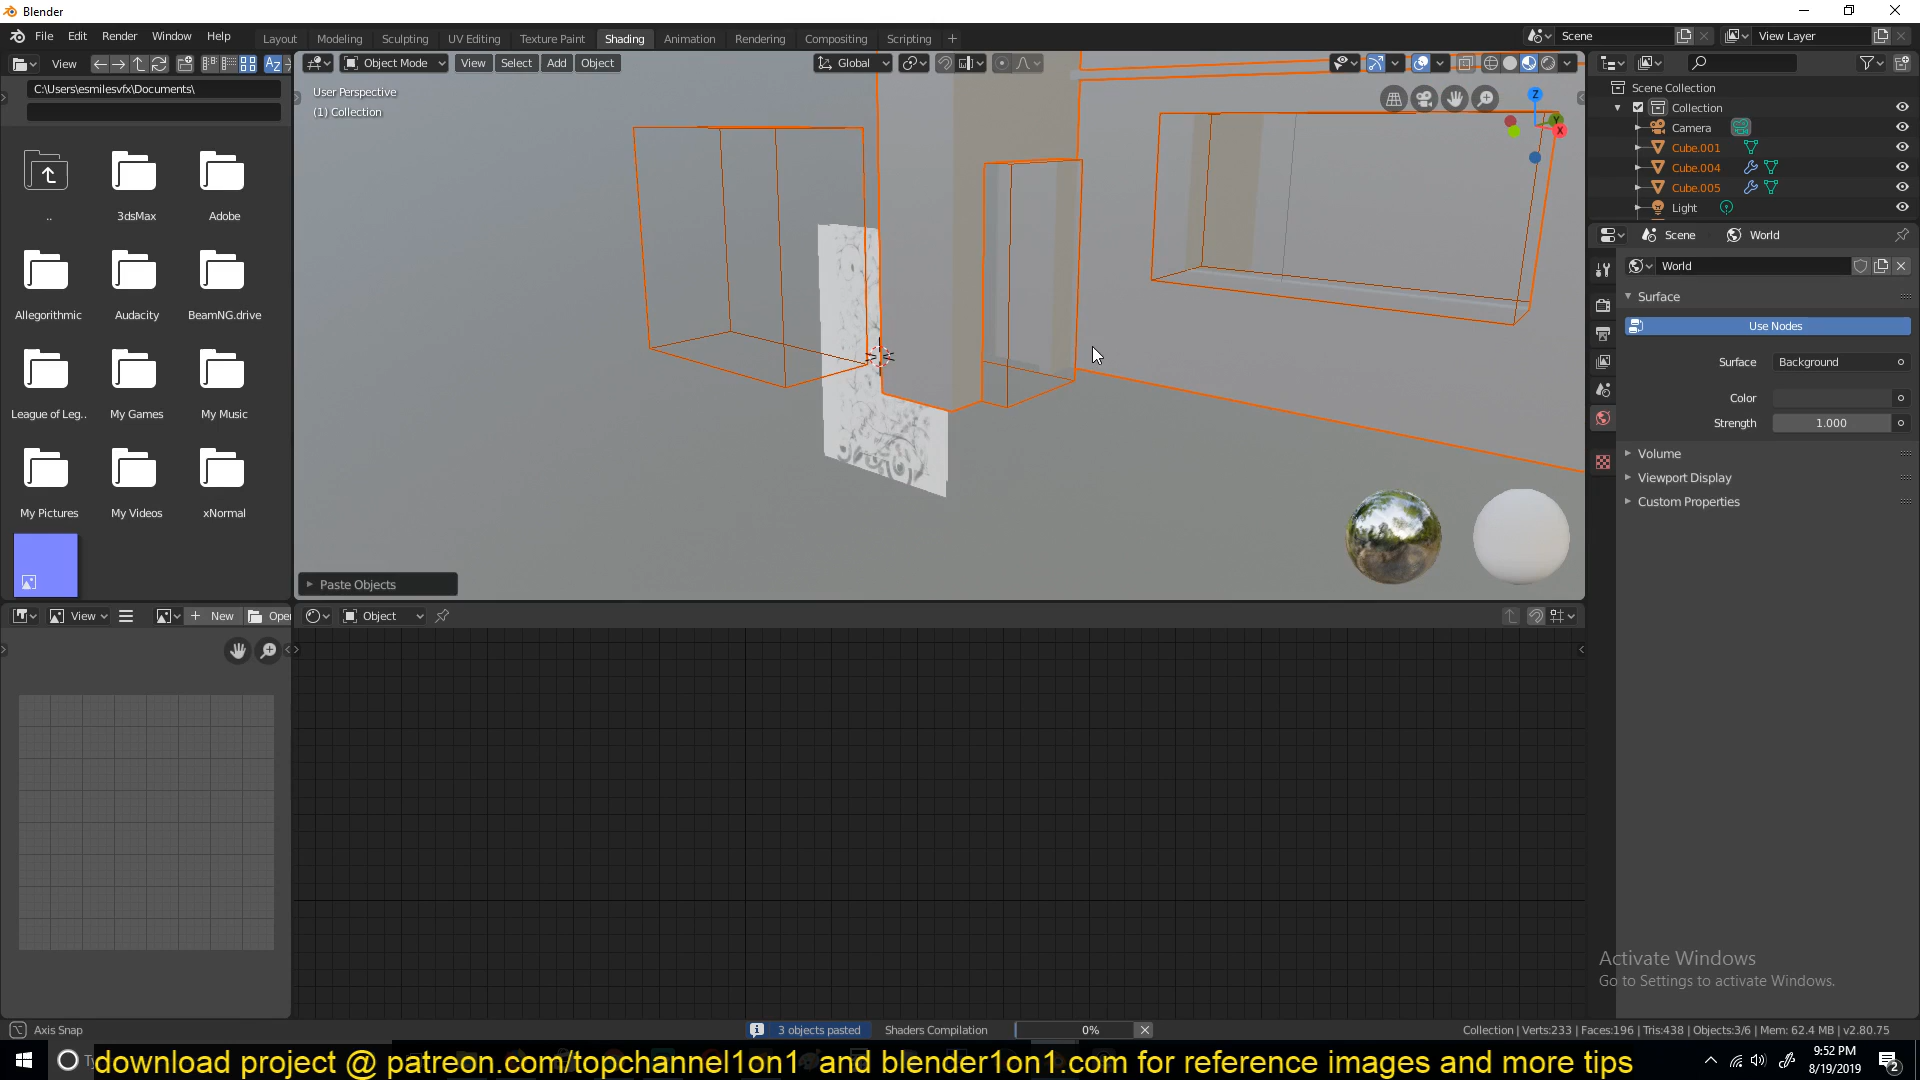 Blender
File Edit Render Window Help
Layout Modeling Sculpting UV Editing Texture Paint Shading Animation Rendering Compositing Scripting
Scene
View Layer
View
C:\Users\esmilesvfx\Documents\
..
3dsMax
Adobe
Allegorithmic
Audacity
BeamNG.drive
League of Leg..
My Games
My Music
My Pictures
My Videos
xNormal
Object Mode View Select Add Object
Global
User Perspective
(1) Collection
Z
Y
X
Paste Objects
Scene Collection
Collection
Camera
Cube.001
Cube.004
Cube.005
Light
Scene World
World
Surface
Use Nodes
Surface Background
Color
Strength 1.000
Volume
Viewport Display
Custom Properties
View New Open
Object
Activate Windows
Go to Settings to activate Windows.
Axis Snap
3 objects pasted
Shaders Compilation 0%
Collection | Verts:233 | Faces:196 | Tris:438 | Objects:3/6 | Mem: 62.4 MB | v2.80.75
download project @ patreon.com/topchannel1on1 and blender1on1.com for reference images and more tips
9:52 PM
8/19/2019
2